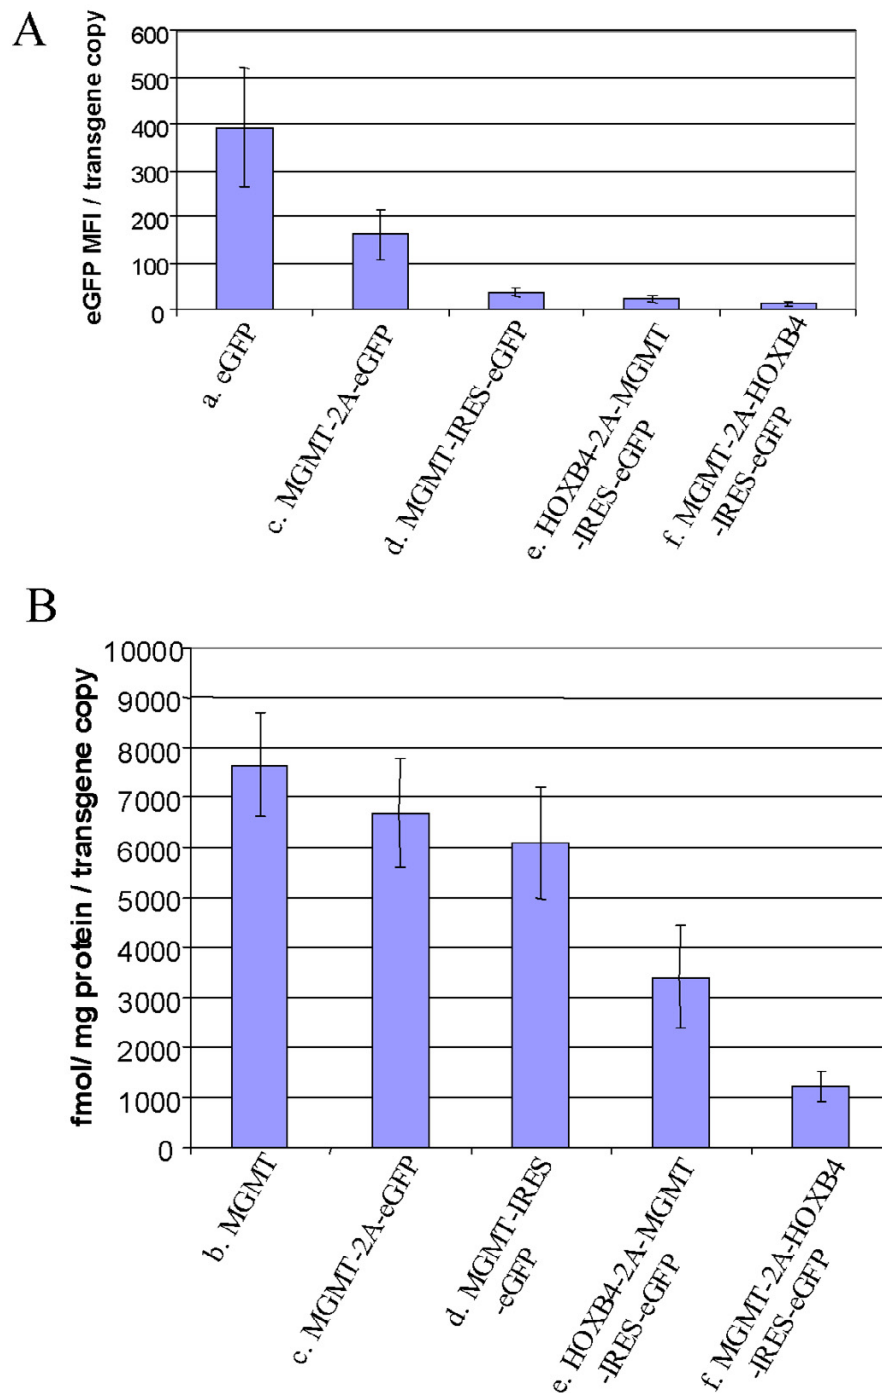 A
eGFP MFI / transgene copy
600
500
400
300
200
100
0
a. eGFP
c. MGMT-2A-eGFP
d. MGMT-IRES-eGFP
e. HOXB4-2A-MGMT
-IRES-eGFP
f. MGMT-2A-HOXB4
-IRES-eGFP
B
fmol/ mg protein / transgene copy
10000
9000
8000
7000
6000
5000
4000
3000
2000
1000
0
b. MGMT
c. MGMT-2A-eGFP
d. MGMT-IRES
-eGFP
e. HOXB4-2A-MGMT
-IRES-eGFP
f. MGMT-2A-HOXB4
-IRES-eGFP